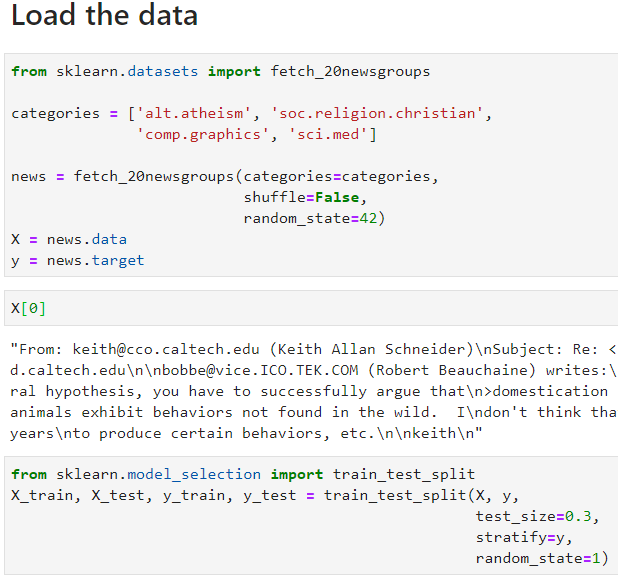 Load the data
from sklearn.datasets import fetch_20newsgroups
categories = ['alt.atheism', 'soc.religion.christian',
'comp.graphics', 'sci.med']
news = fetch_20newsgroups(categories=categories,
shuffle=False,
random_state=42)
X = news.data
y = news.target
X[0]
"From: keith@cco.caltech.edu (Keith Allan Schneider)\nSubject: Re: <
d.caltech.edu\n\nbobbe@vice.ICO.TEK.COM (Robert Beauchaine) writes:\
ral hypothesis, you have to successfully argue that\n>domestication
animals exhibit behaviors not found in the wild.  I\ndon't think tha
years\nto produce certain behaviors, etc.\n\nkeith\n"
from sklearn.model_selection import train_test_split
X_train, X_test, y_train, y_test = train_test_split(X, y,
test_size=0.3,
stratify=y,
random_state=1)